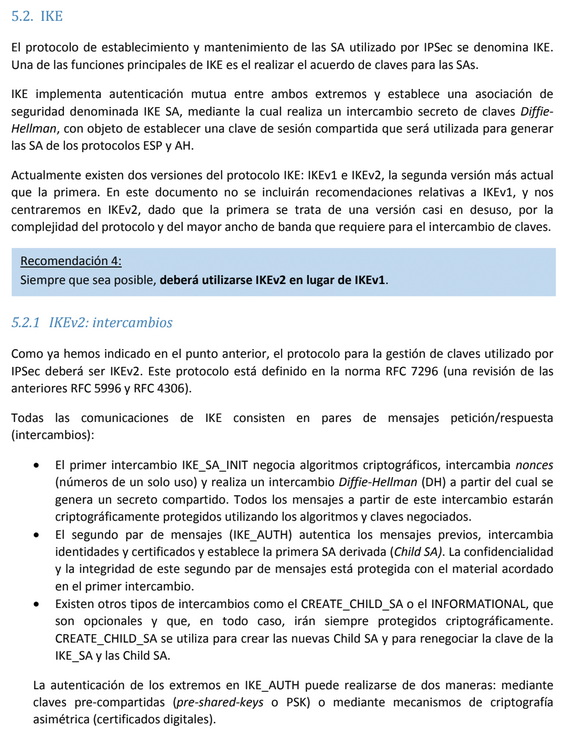 5.2. IKE
El protocolo de establecimiento y mantenimiento de las SA utilizado por IPSec se denomina IKE.
Una de las funciones principales de IKE es el realizar el acuerdo de claves para las SAs.
IKE implementa autenticación mutua entre ambos extremos y establece una asociación de
seguridad denominada IKE SA, mediante la cual realiza un intercambio secreto de claves Diffie-
Hellman, con objeto de establecer una clave de sesión compartida que será utilizada para generar
las SA de los protocolos ESP y AH.
Actualmente existen dos versiones del protocolo IKE: IKEv1 e IKEv2, la segunda versión más actual
que la primera. En este documento no se incluirán recomendaciones relativas a IKEv1, y nos
centraremos en IKEv2, dado que la primera se trata de una versión casi en desuso, por la
complejidad del protocolo y del mayor ancho de banda que requiere para el intercambio de claves.
Recomendación 4:
Siempre que sea posible, deberá utilizarse IKEv2 en lugar de IKEv1.
5.2.1 IKEv2: intercambios
Como ya hemos indicado en el punto anterior, el protocolo para la gestión de claves utilizado por
IPSec deberá ser IKEv2. Este protocolo está definido en la norma RFC 7296 (una revisión de las
anteriores RFC 5996 y RFC 4306).
Todas las comunicaciones de IKE consisten en pares de mensajes petición/respuesta
(intercambios):
• El primer intercambio IKE_SA_INIT negocia algoritmos criptográficos, intercambia nonces
(números de un solo uso) y realiza un intercambio Diffie-Hellman (DH) a partir del cual se
genera un secreto compartido. Todos los mensajes a partir de este intercambio estarán
criptográficamente protegidos utilizando los algoritmos y claves negociados.
• El segundo par de mensajes (IKE_AUTH) autentica los mensajes previos, intercambia
identidades y certificados y establece la primera SA derivada (Child SA). La confidencialidad
y la integridad de este segundo par de mensajes está protegida con el material acordado
en el primer intercambio.
• Existen otros tipos de intercambios como el CREATE_CHILD_SA o el INFORMATIONAL, que
son opcionales y que, en todo caso, irán siempre protegidos criptográficamente.
CREATE_CHILD_SA se utiliza para crear las nuevas Child SA y para renegociar la clave de la
IKE_SA y las Child SA.
La autenticación de los extremos en IKE_AUTH puede realizarse de dos maneras: mediante
claves pre-compartidas (pre-shared-keys o PSK) o mediante mecanismos de criptografía
asimétrica (certificados digitales).